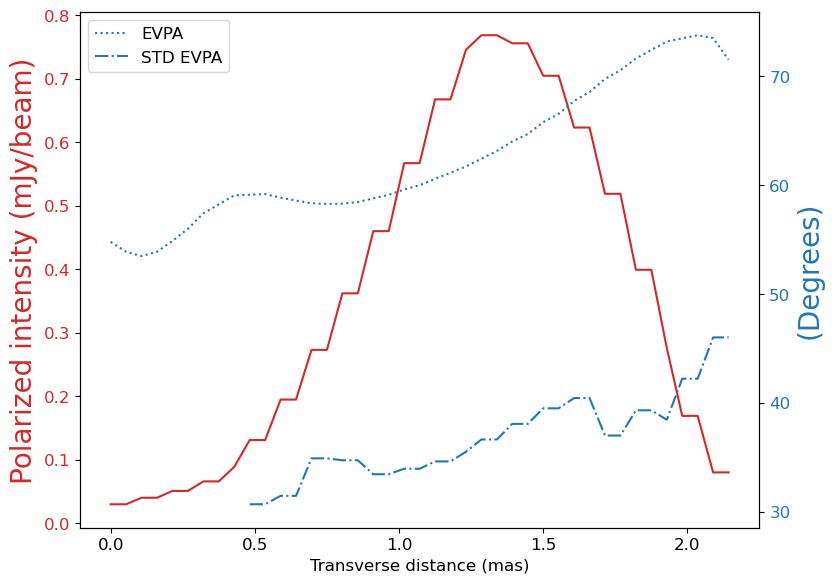 EVPA
STD EVPA
Polarized intensity (mJy/beam)
0.8
0.7
0.6
0.5
0.4
0.3
0.2
0.1
0.0
70
60
50
40
30
(Degrees)
0.0 0.5 1.0 1.5 2.0
Transverse distance (mas)